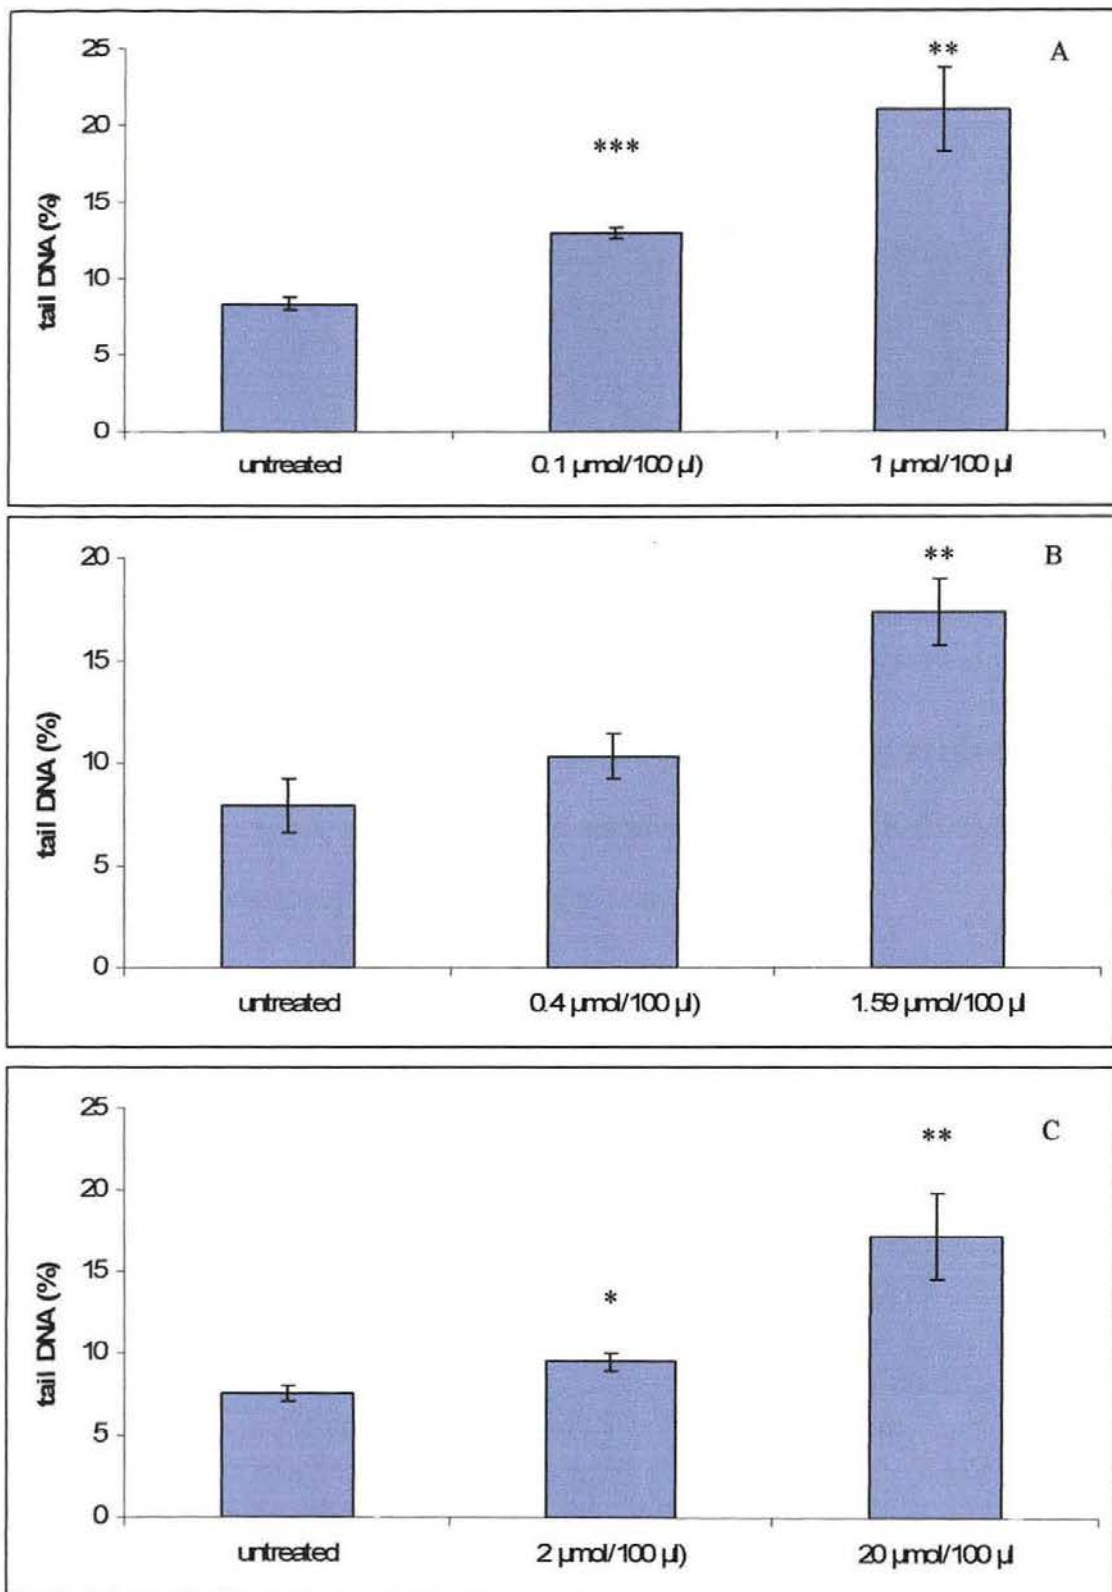 A
25
**
20
***
15
tail DNA (%)
10
5
0
untreated 0.1 µmol/100 µl) 1 µmol/100 µl
B
20
**
15
tail DNA (%)
10
5
0
untreated 0.4 µmol/100 µl) 1.59 µmol/100 µl
C
25
**
20
15
*
tail DNA (%)
10
5
0
untreated 2 µmol/100 µl) 20 µmol/100 µl